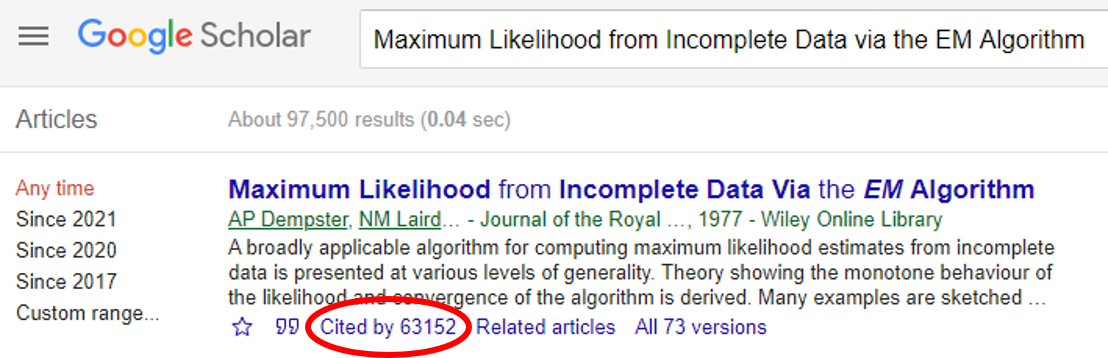 Google Scholar
Maximum Likelihood from Incomplete Data via the EM Algorithm
Articles
About 97,500 results (0.04 sec)
Any time
Since 2021
Since 2020
Since 2017
Custom range...
Maximum Likelihood from Incomplete Data Via the EM Algorithm
AP Dempster, NM Laird... - Journal of the Royal ..., 1977 - Wiley Online Library
A broadly applicable algorithm for computing maximum likelihood estimates from incomplete
data is presented at various levels of generality. Theory showing the monotone behaviour of
the likelihood and convergence of the algorithm is derived. Many examples are sketched ...
Cited by 63152 Related articles All 73 versions